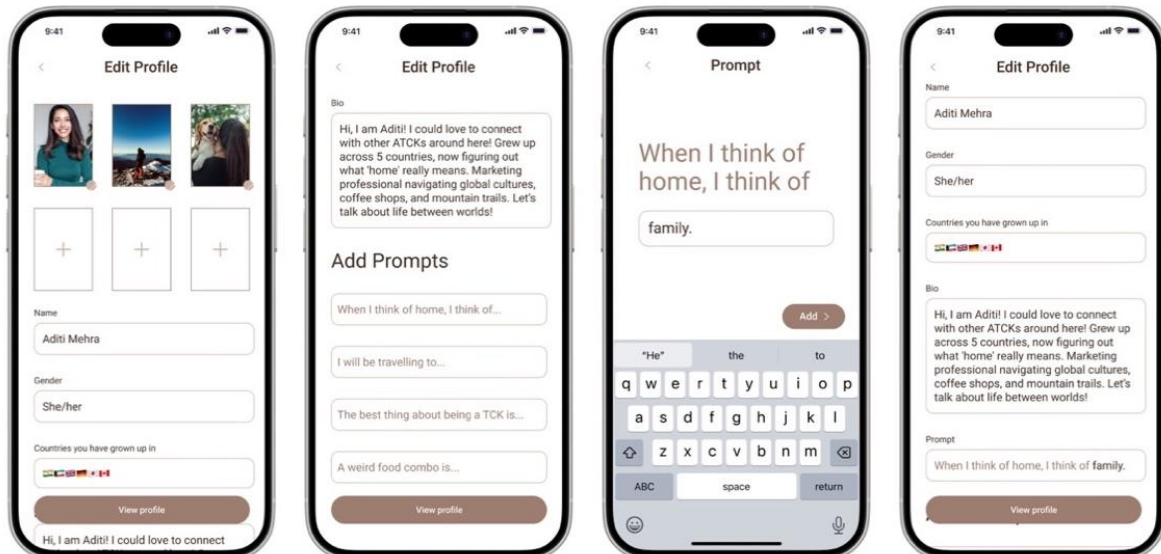 9:41
Edit Profile
Name
Aditi Mehra
Gender
She/her
Countries you have grown up in
View profile
Hi, I am Aditi! I could love to connect
9:41
Edit Profile
Bio
Hi, I am Aditi! I could love to connect
with other ATCKs around here! Grew up
across 5 countries, now figuring out
what 'home' really means. Marketing
professional navigating global cultures,
coffee shops, and mountain trails. Let's
talk about life between worlds!
Add Prompts
When I think of home, I think of...
I will be travelling to...
The best thing about being a TCK is...
A weird food combo is...
View profile
9:41
Prompt
When I think of
home, I think of
family.
Add >
"He" the to
q w e r t y u i o p
a s d f g h j k l
z x c v b n m
ABC space return
9:41
Edit Profile
Name
Aditi Mehra
Gender
She/her
Countries you have grown up in
Bio
Hi, I am Aditi! I could love to connect
with other ATCKs around here! Grew up
across 5 countries, now figuring out
what 'home' really means. Marketing
professional navigating global cultures,
coffee shops, and mountain trails. Let's
talk about life between worlds!
Prompt
When I think of home, I think of family.
View profile